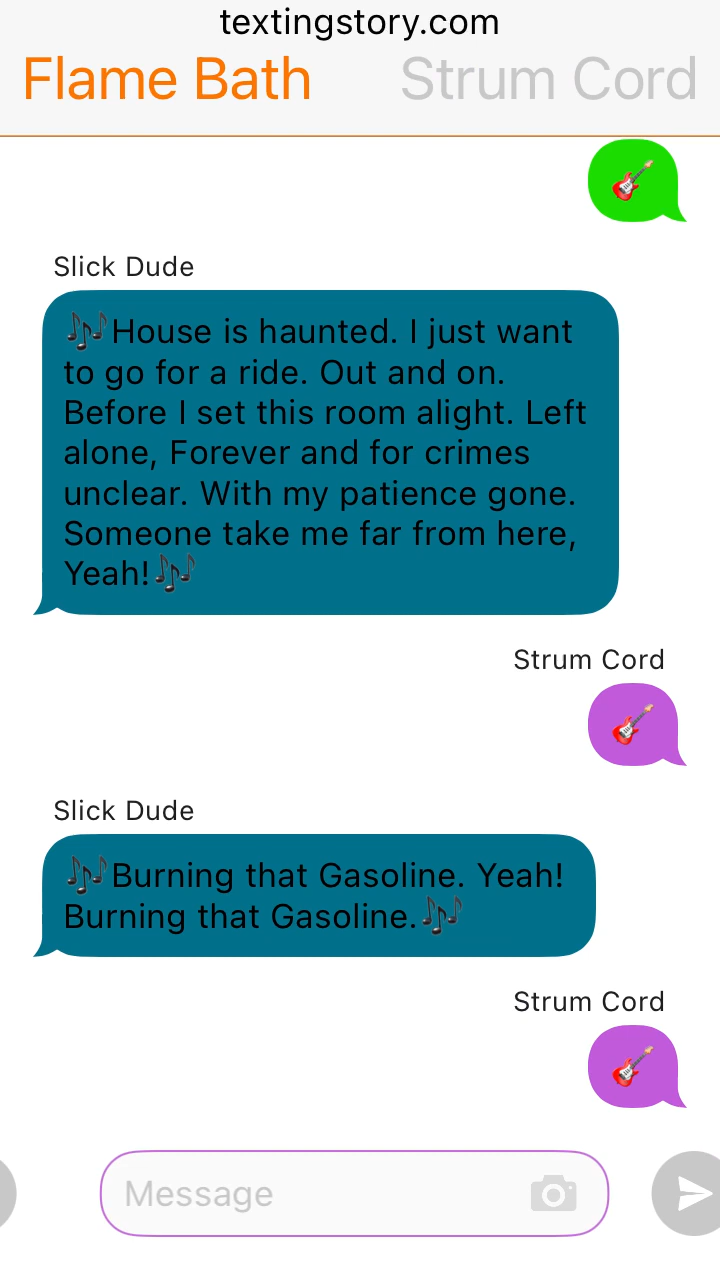 textingstory.com
Flame Bath Strum Cord
🎸
Slick Dude
🎶House is haunted. I just want
to go for a ride. Out and on.
Before I set this room alight. Left
alone, Forever and for crimes
unclear. With my patience gone.
Someone take me far from here,
Yeah!🎶
Strum Cord
🎸
Slick Dude
🎶Burning that Gasoline. Yeah!
Burning that Gasoline.🎶
Strum Cord
🎸
Message